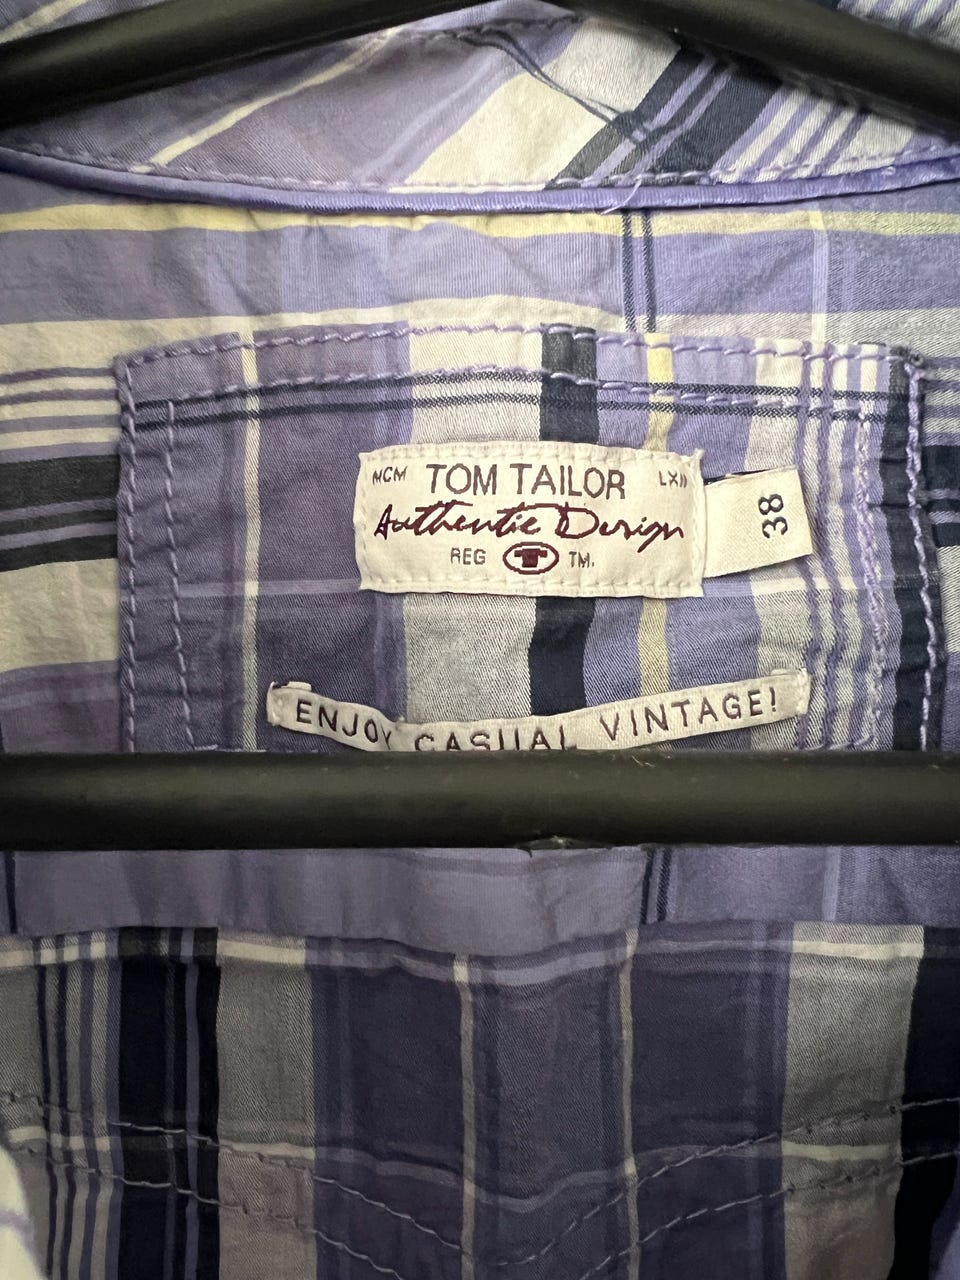 MCM TOM TAILOR LXII
Authentic Design
REG TM.
38
ENJOY CASUAL VINTAGE!